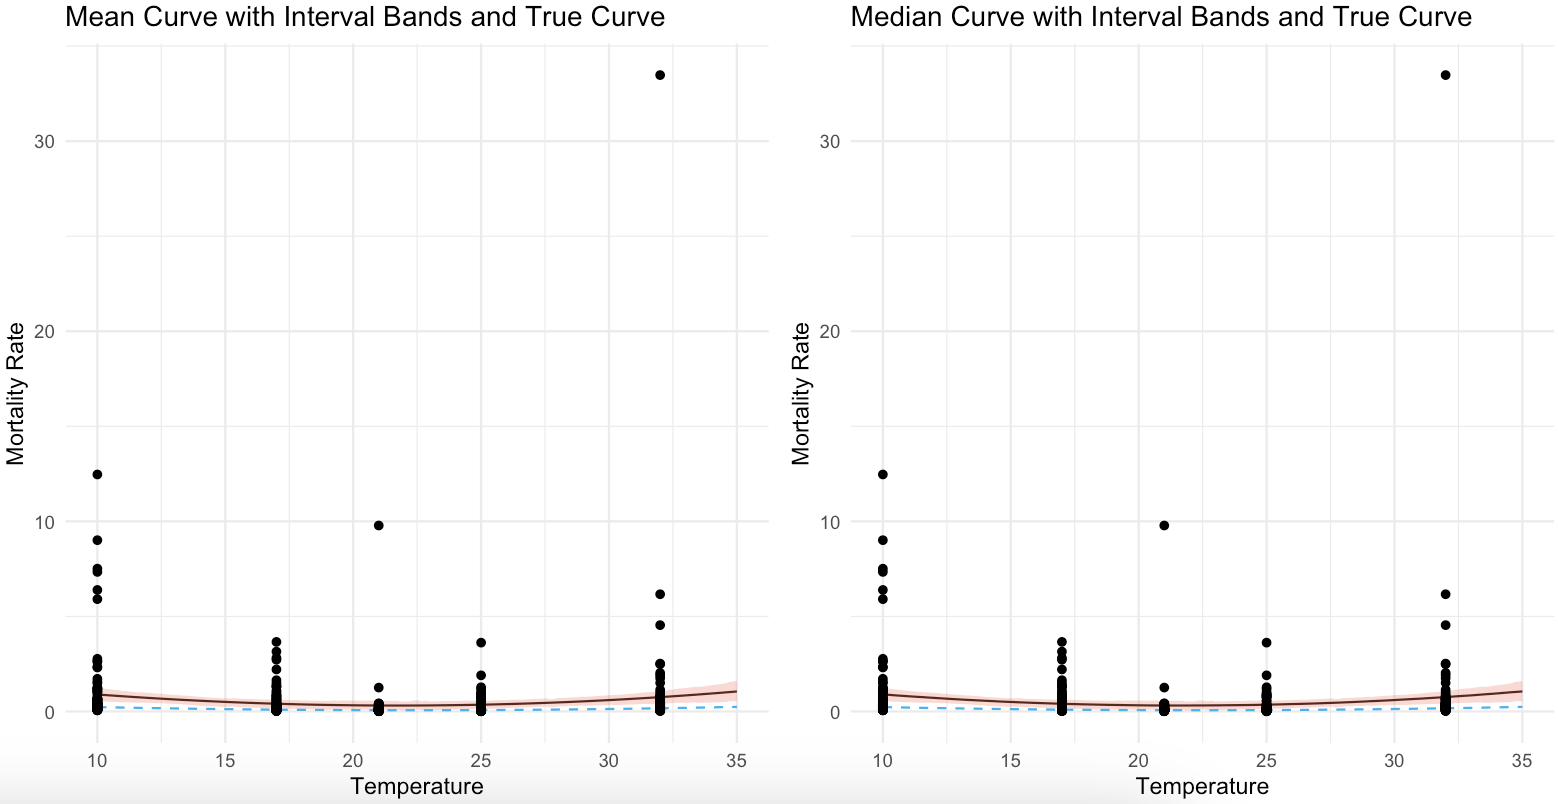 Mean Curve with Interval Bands and True Curve
Mortality Rate
30
20
10
0
10 15 20 25 30 35
Temperature
Median Curve with Interval Bands and True Curve
Mortality Rate
30
20
10
0
10 15 20 25 30 35
Temperature